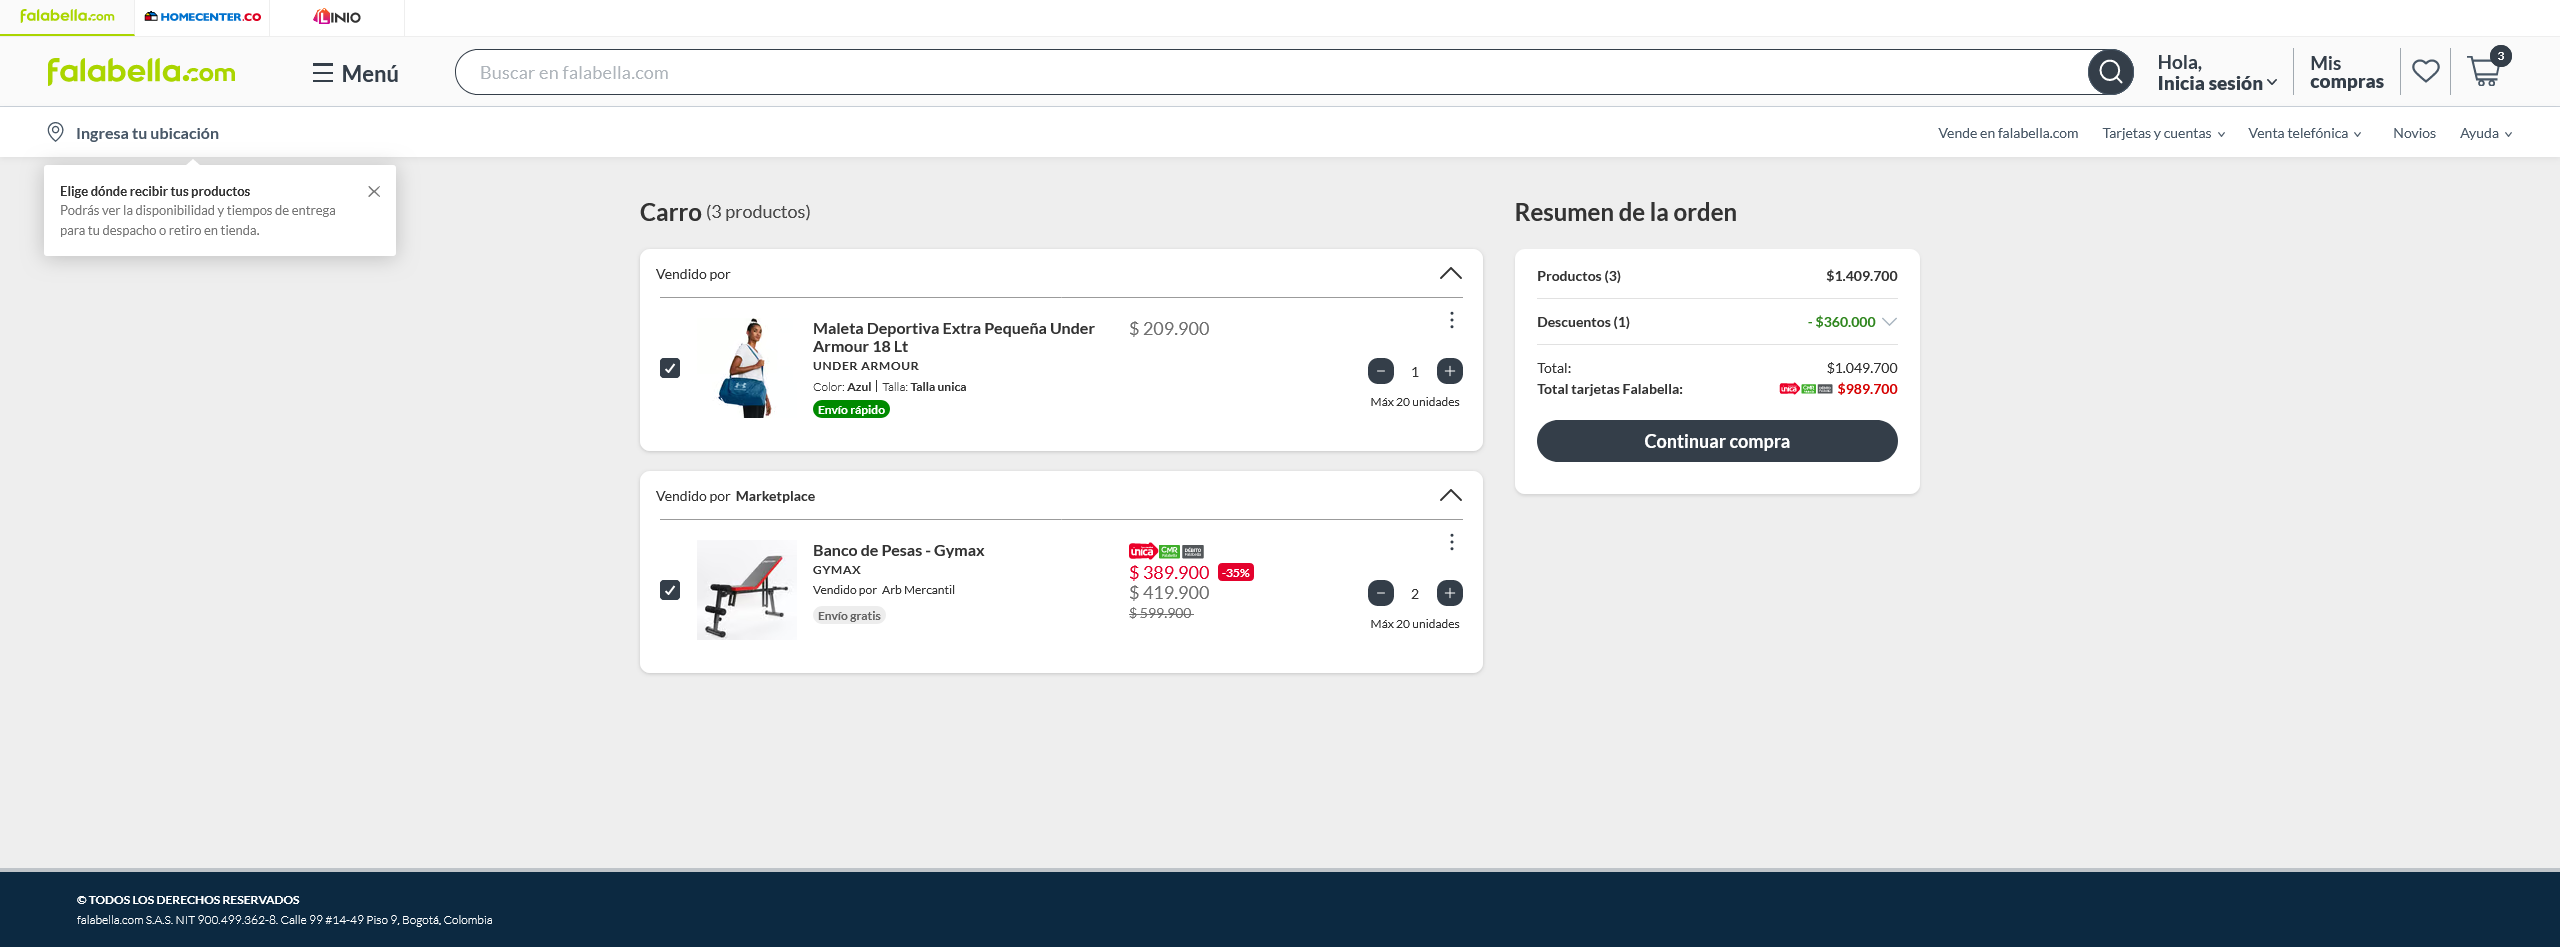 falabella.com
HOMECENTER.CO
LINIO
falabella.com
Menú
Buscar en falabella.com
Hola,
Inicia sesión
Mis
compras
3
Ingresa tu ubicación
Vende en falabella.com
Tarjetas y cuentas
Venta telefónica
Novios
Ayuda
Elige dónde recibir tus productos
Podrás ver la disponibilidad y tiempos de entrega
para tu despacho o retiro en tienda.
Carro (3 productos)
Vendido por
Maleta Deportiva Extra Pequeña Under
Armour 18 Lt
UNDER ARMOUR
Color: Azul | Talla: Talla unica
Envío rápido
$ 209.900
1
Máx 20 unidades
Vendido por Marketplace
Banco de Pesas - Gymax
GYMAX
Vendido por Arb Mercantil
Envío gratis
única CMR DÉBITO
$ 389.900 -35%
$ 419.900
$ 599.900
2
Máx 20 unidades
Resumen de la orden
Productos (3) $1.409.700
Descuentos (1) - $360.000
Total: $1.049.700
Total tarjetas Falabella: única CMR $989.700
Continuar compra
© TODOS LOS DERECHOS RESERVADOS
falabella.com S.A.S. NIT 900.499.362-8. Calle 99 #14-49 Piso 9, Bogotá, Colombia